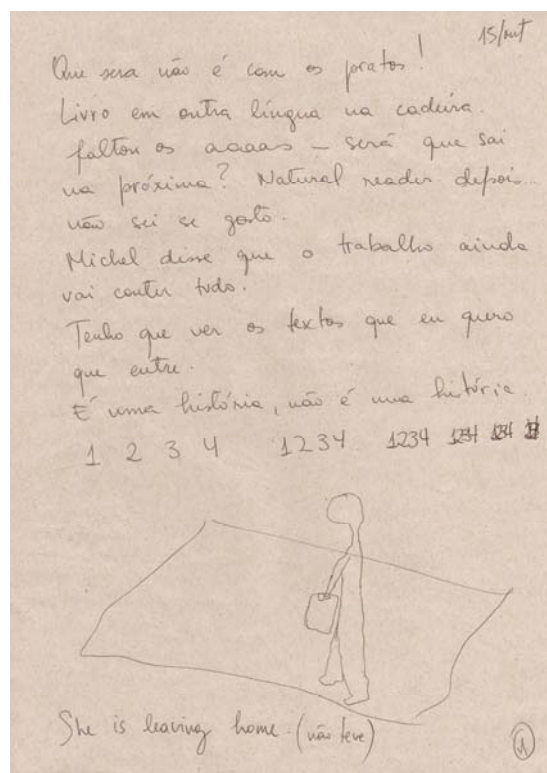 15/out
Que sera não é com os pratos!
Livro em outra língua na cadeira.
faltou os aaaas – será que sai
na próxima? Natural reader depois...
não sei se gosto.
Michel disse que o trabalho ainda
vai conter tudo.
Tenho que ver os textos que eu quero
que entre.
É uma história, não é uma história.
1 2 3 4 1234 1234 1234 1234
She is leaving home. (não teve)
1